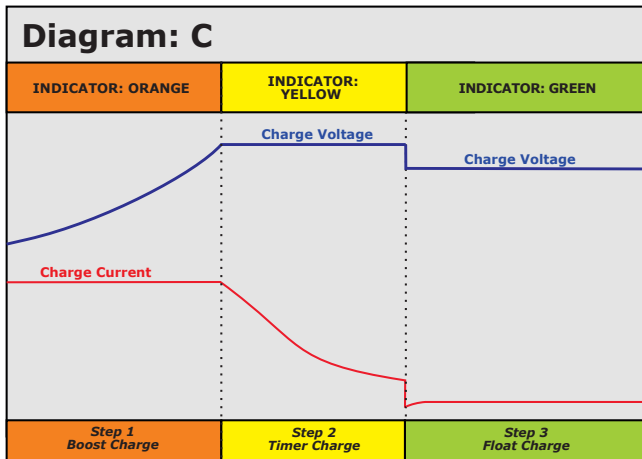 Diagram: C
INDICATOR: ORANGE
INDICATOR:
YELLOW
INDICATOR: GREEN
Charge Voltage
Charge Voltage
Charge Current
Step 1
Boost Charge
Step 2
Timer Charge
Step 3
Float Charge